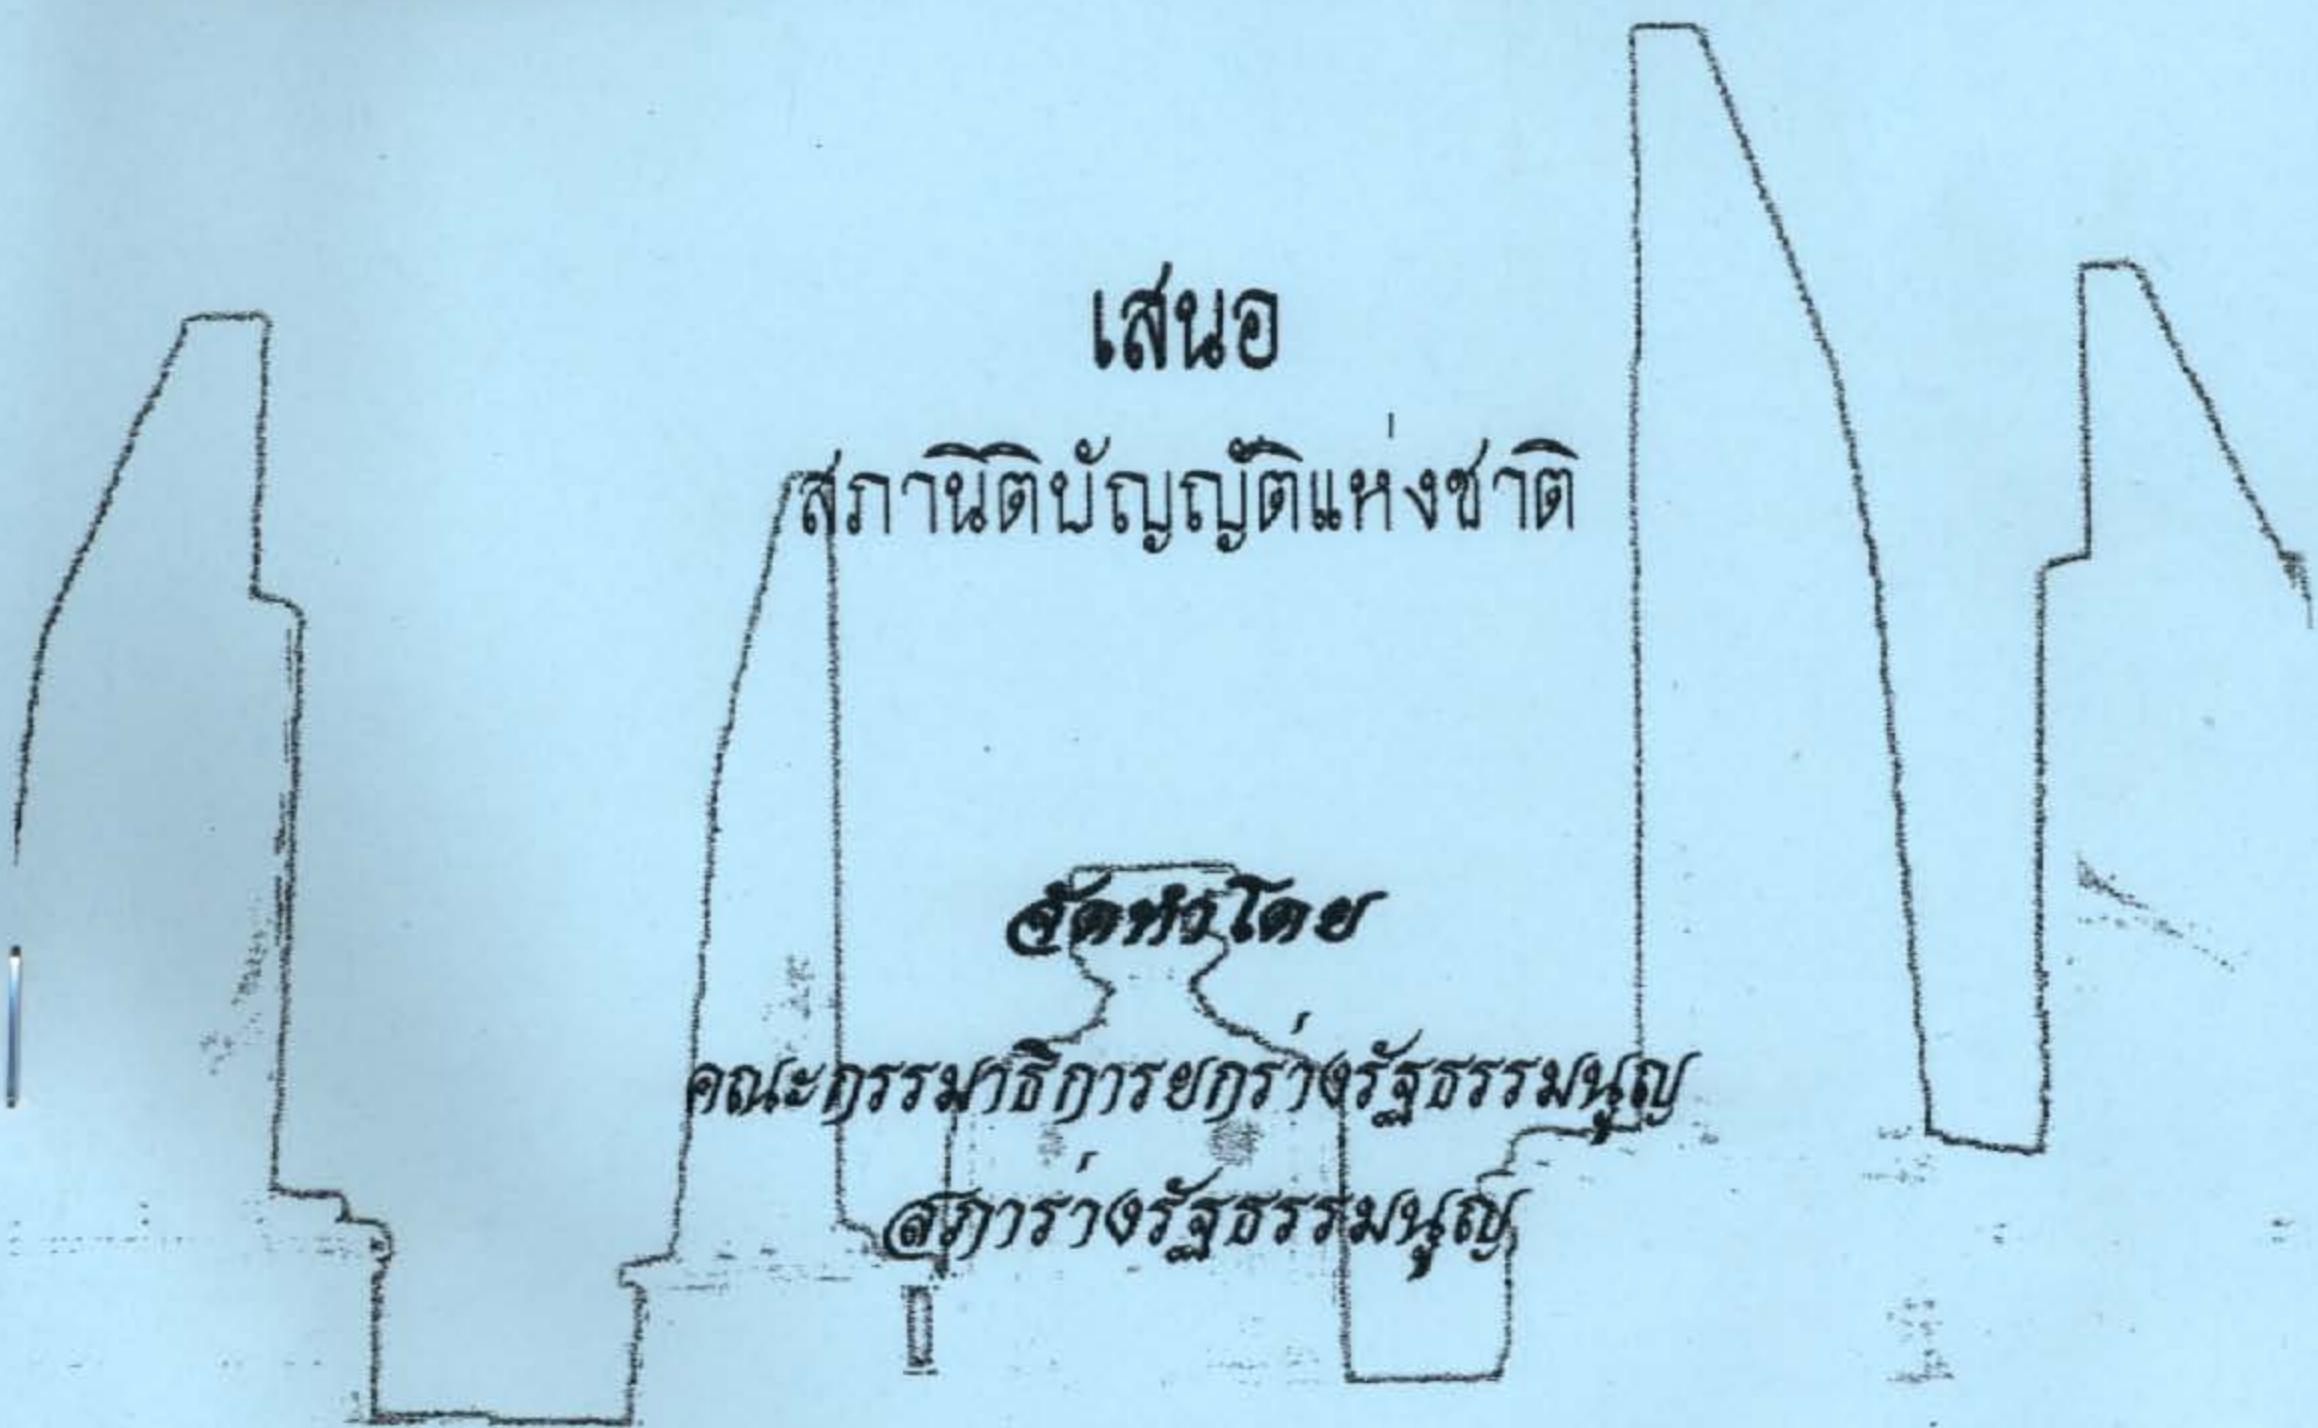 เสนอ
สภานิติบัญญัติแห่งชาติ
จัดทำโดย
คณะกรรมาธิการยกร่างรัฐธรรมนูญ
สภาร่างรัฐธรรมนูญ